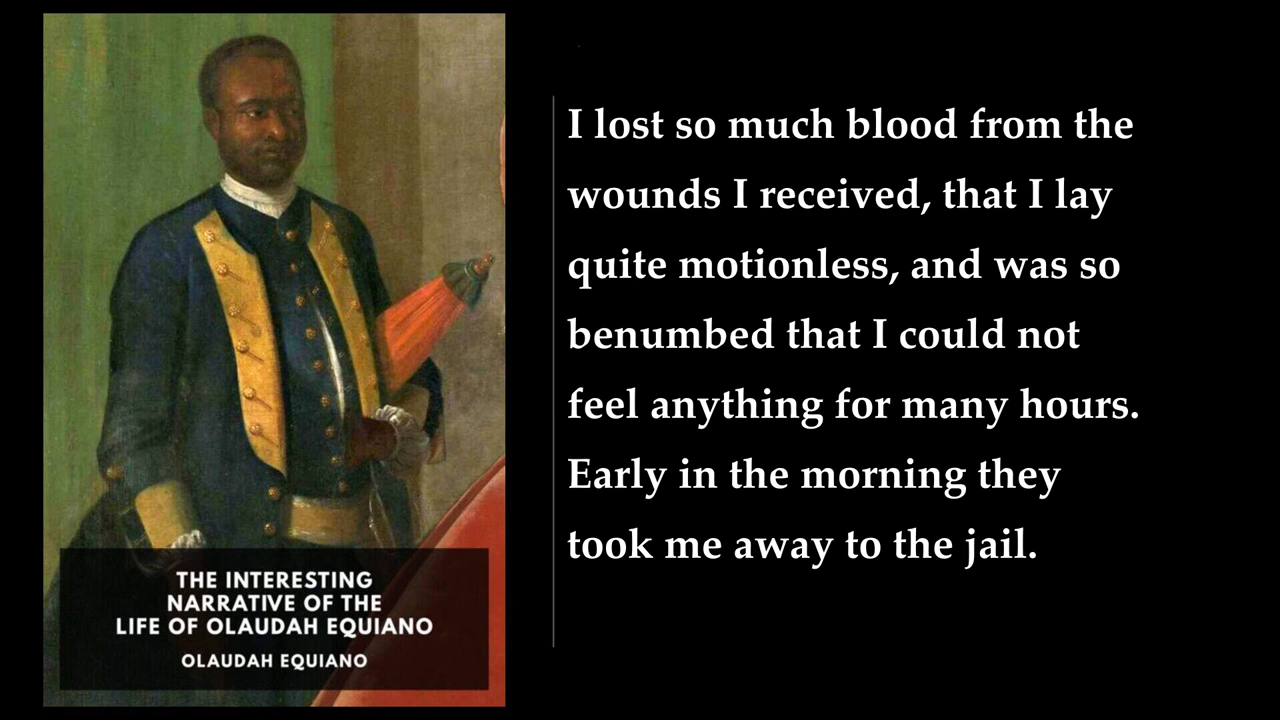 THE INTERESTING
NARRATIVE OF THE
LIFE OF OLAUDAH EQUIANO
OLAUDAH EQUIANO
I lost so much blood from the
wounds I received, that I lay
quite motionless, and was so
benumbed that I could not
feel anything for many hours.
Early in the morning they
took me away to the jail.